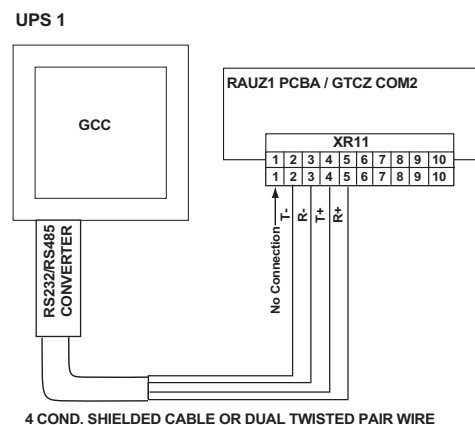 UPS 1
RAUZ1 PCBA / GTCZ COM2
GCC
XR11
1 2 3 4 5 6 7 8 9 10
1 2 3 4 5 6 7 8 9 10
No Connection
T-
R-
T+
R+
RS232/RS485
CONVERTER
4 COND. SHIELDED CABLE OR DUAL TWISTED PAIR WIRE